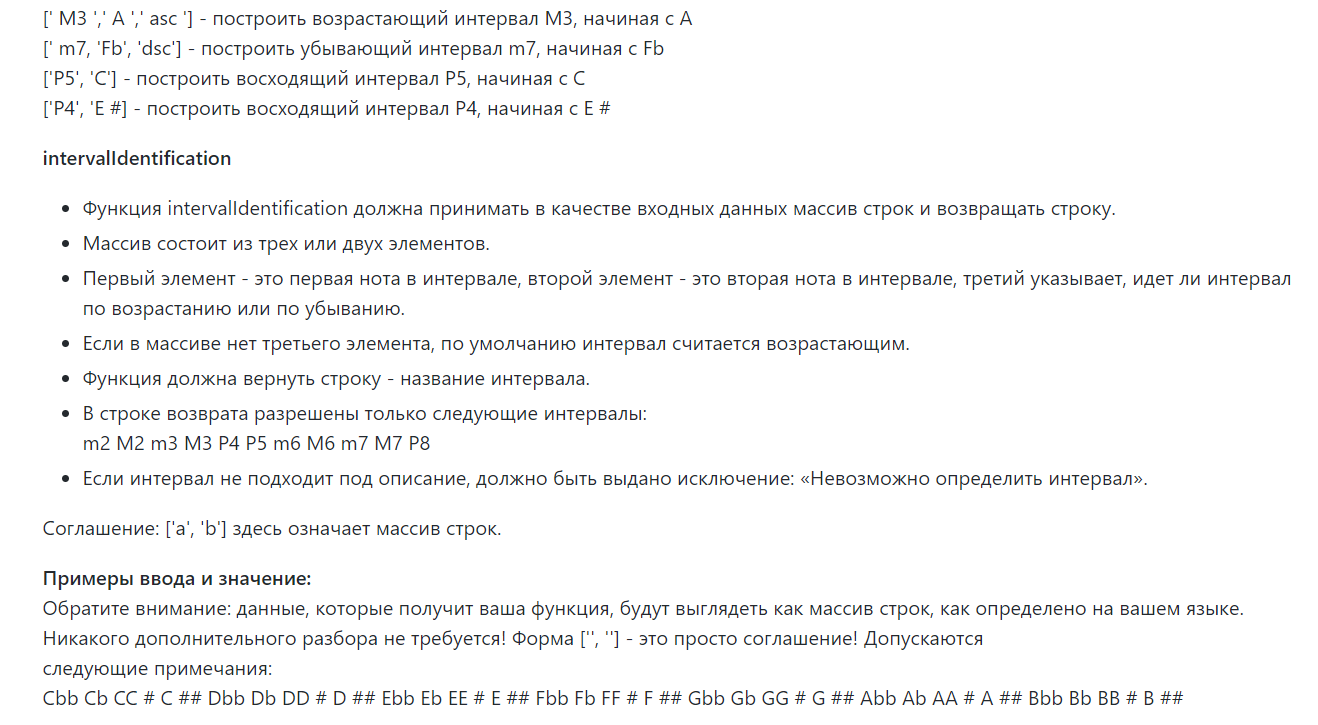 [' M3 ',' A ',' asc '] - построить возрастающий интервал M3, начиная с A
[' m7, 'Fb', 'dsc'] - построить убывающий интервал m7, начиная с Fb
['P5', 'C'] - построить восходящий интервал P5, начиная с C
['P4', 'E #] - построить восходящий интервал P4, начиная с E #
intervalIdentification
• Функция intervalIdentification должна принимать в качестве входных данных массив строк и возвращать строку.
• Массив состоит из трех или двух элементов.
• Первый элемент - это первая нота в интервале, второй элемент - это вторая нота в интервале, третий указывает, идет ли интервал
по возрастанию или по убыванию.
• Если в массиве нет третьего элемента, по умолчанию интервал считается возрастающим.
• Функция должна вернуть строку - название интервала.
• В строке возврата разрешены только следующие интервалы:
m2 M2 m3 M3 P4 P5 m6 M6 m7 M7 P8
• Если интервал не подходит под описание, должно быть выдано исключение: «Невозможно определить интервал».
Соглашение: ['a', 'b'] здесь означает массив строк.
Примеры ввода и значение:
Обратите внимание: данные, которые получит ваша функция, будут выглядеть как массив строк, как определено на вашем языке.
Никакого дополнительного разбора не требуется! Форма ['', ''] - это просто соглашение! Допускаются
следующие примечания:
Cbb Cb CC # C ## Dbb Db DD # D ## Ebb Eb EE # E ## Fbb Fb FF # F ## Gbb Gb GG # G ## Abb Ab AA # A ## Bbb Bb BB # B ##